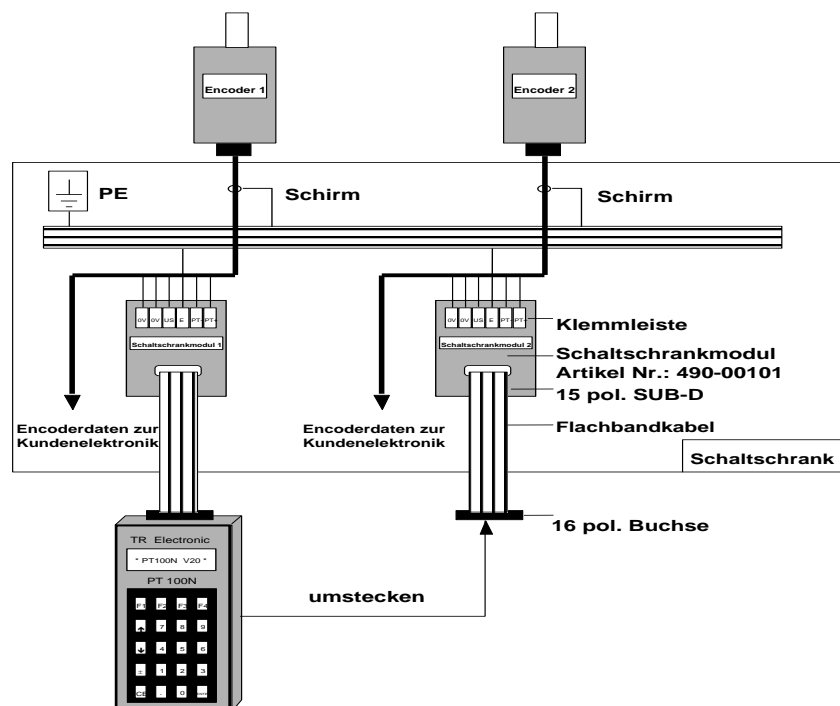 Encoder 1
Encoder 2
PE
Schirm
Schirm
0V 0V US E PT- PT+
0V 0V US E PT- PT+
Klemmleiste
Schaltschrankmodul 1
Schaltschrankmodul 2
Schaltschrankmodul
Artikel Nr.: 490-00101
15 pol. SUB-D
Encoderdaten zur
Kundenelektronik
Encoderdaten zur
Kundenelektronik
Flachbandkabel
Schaltschrank
16 pol. Buchse
TR Electronic
" PT100N V20 "
PT 100N
umstecken
F1 F2 F3 F4
7 8 9
4 5 6
± 1 2 3
CE . 0